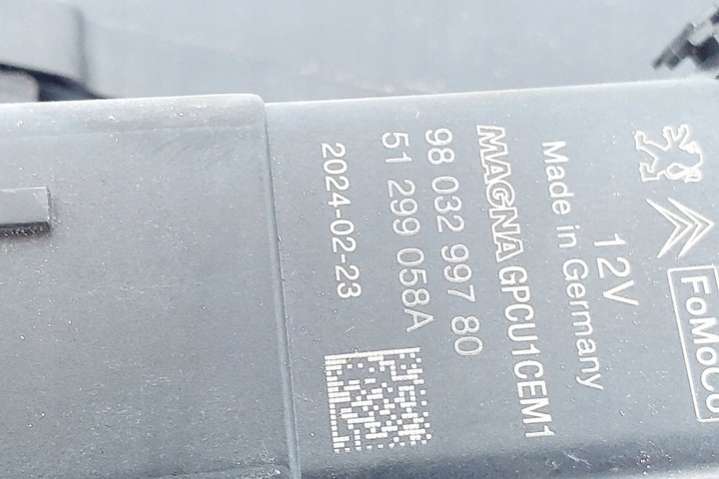 FoMoCo
12V
Made in Germany
MAGNA GPCU1CEM1
98 032 997 80
51 299 058A
2024-02-23